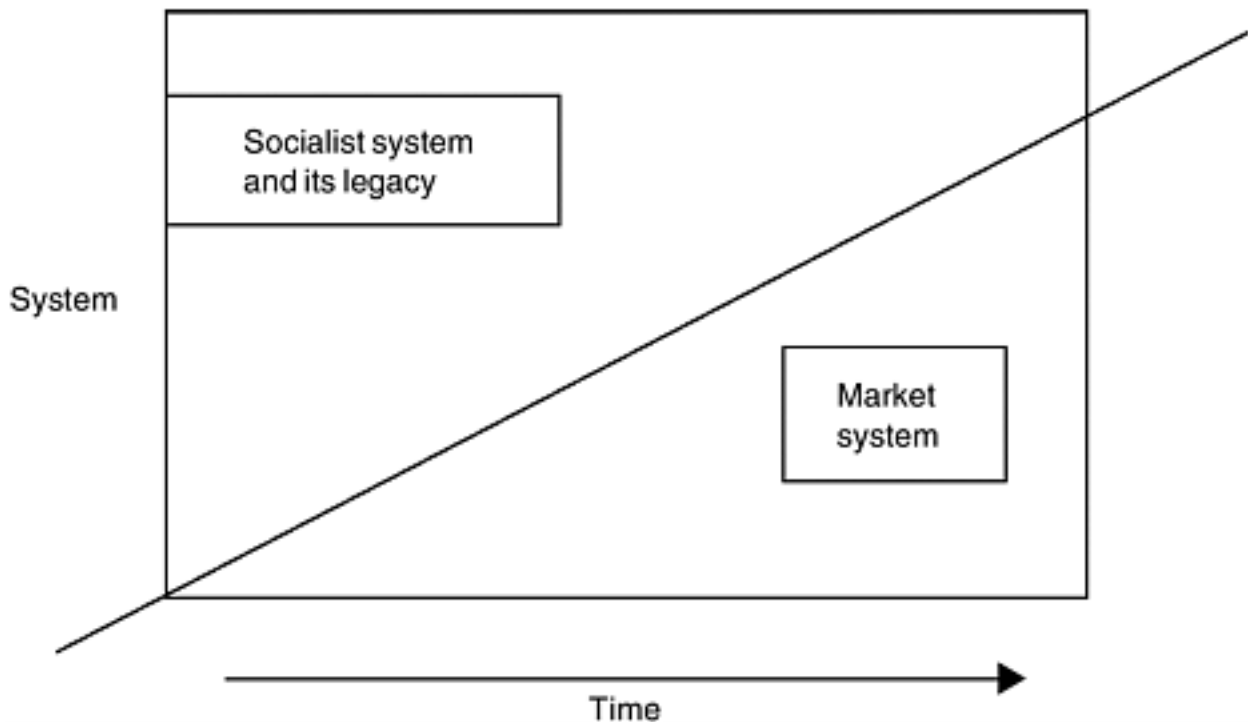 Socialist system
and its legacy
System
Market
system
Time